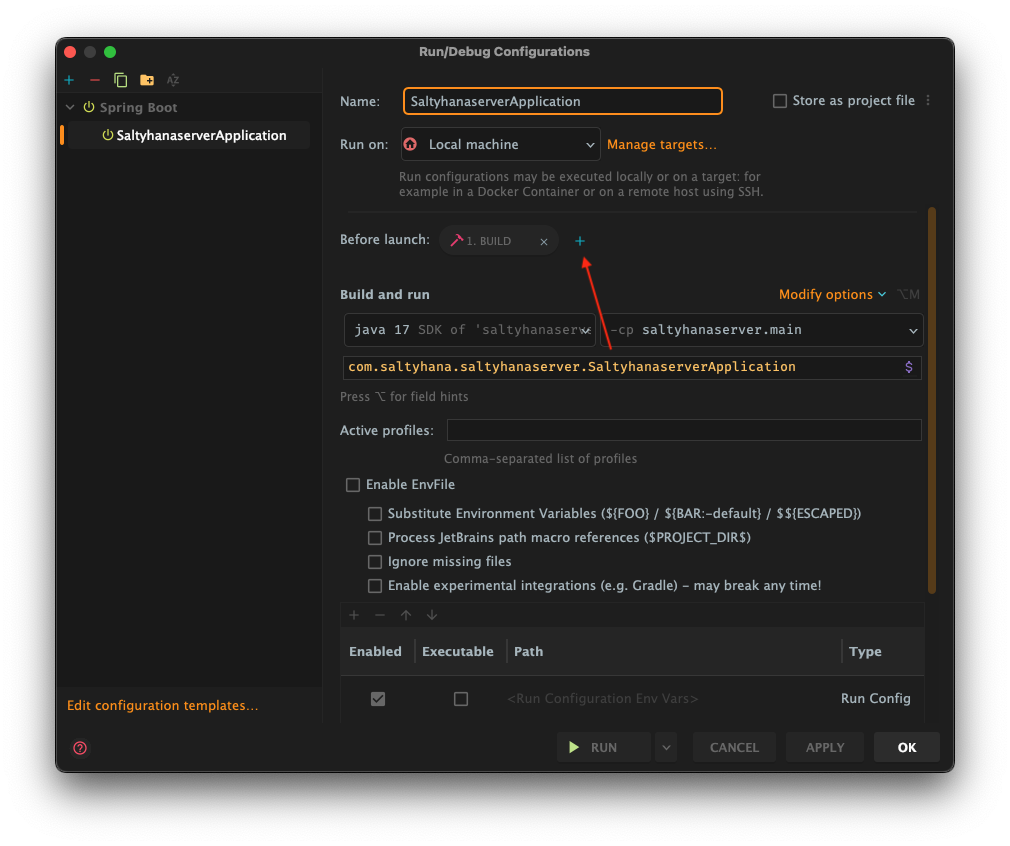 Run/Debug Configurations
Spring Boot
SaltyhanaserverApplication
Edit configuration templates...
Name: SaltyhanaserverApplication Store as project file
Run on: Local machine Manage targets...
Run configurations may be executed locally or on a target: for
example in a Docker Container or on a remote host using SSH.
Before launch: 1. BUILD
Build and run Modify options ⌥M
java 17 SDK of 'saltyhanaserve -cp saltyhanaserver.main
com.saltyhana.saltyhanaserver.SaltyhanaserverApplication
Press ⌥ for field hints
Active profiles:
Comma-separated list of profiles
Enable EnvFile
Substitute Environment Variables (${FOO} / ${BAR:-default} / $${ESCAPED})
Process JetBrains path macro references ($PROJECT_DIR$)
Ignore missing files
Enable experimental integrations (e.g. Gradle) - may break any time!
Enabled Executable Path Type
<Run Configuration Env Vars> Run Config
RUN CANCEL APPLY OK